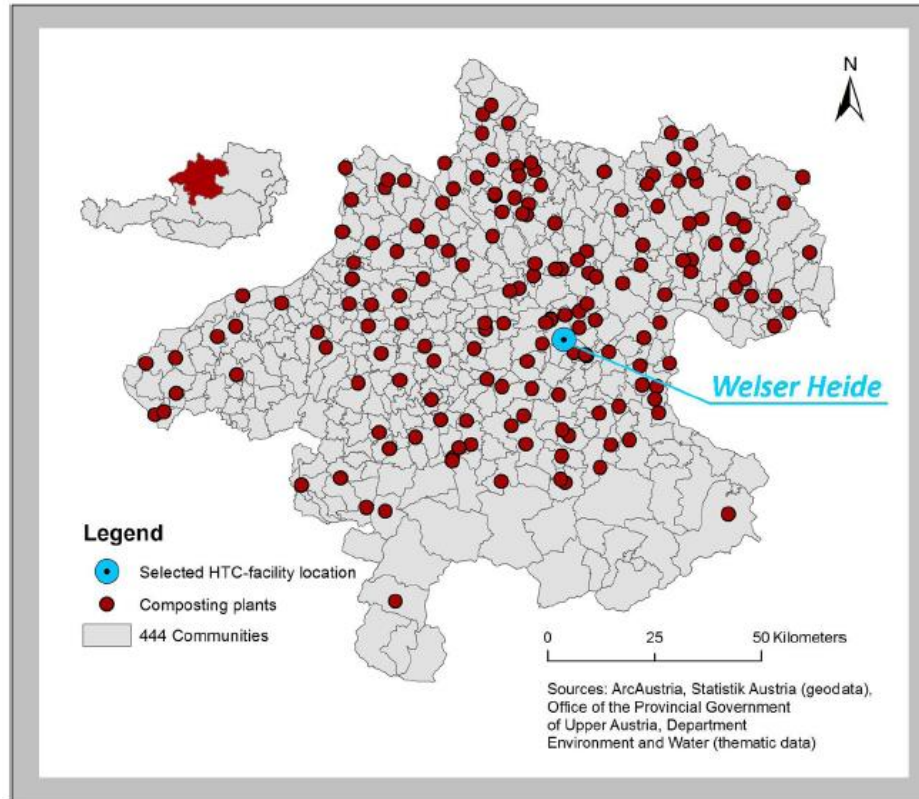 N
Welser Heide
Legend
Selected HTC-facility location
Composting plants
444 Communities
0 25 50 Kilometers
Sources: ArcAustria, Statistik Austria (geodata),
Office of the Provincial Government
of Upper Austria, Department
Environment and Water (thematic data)